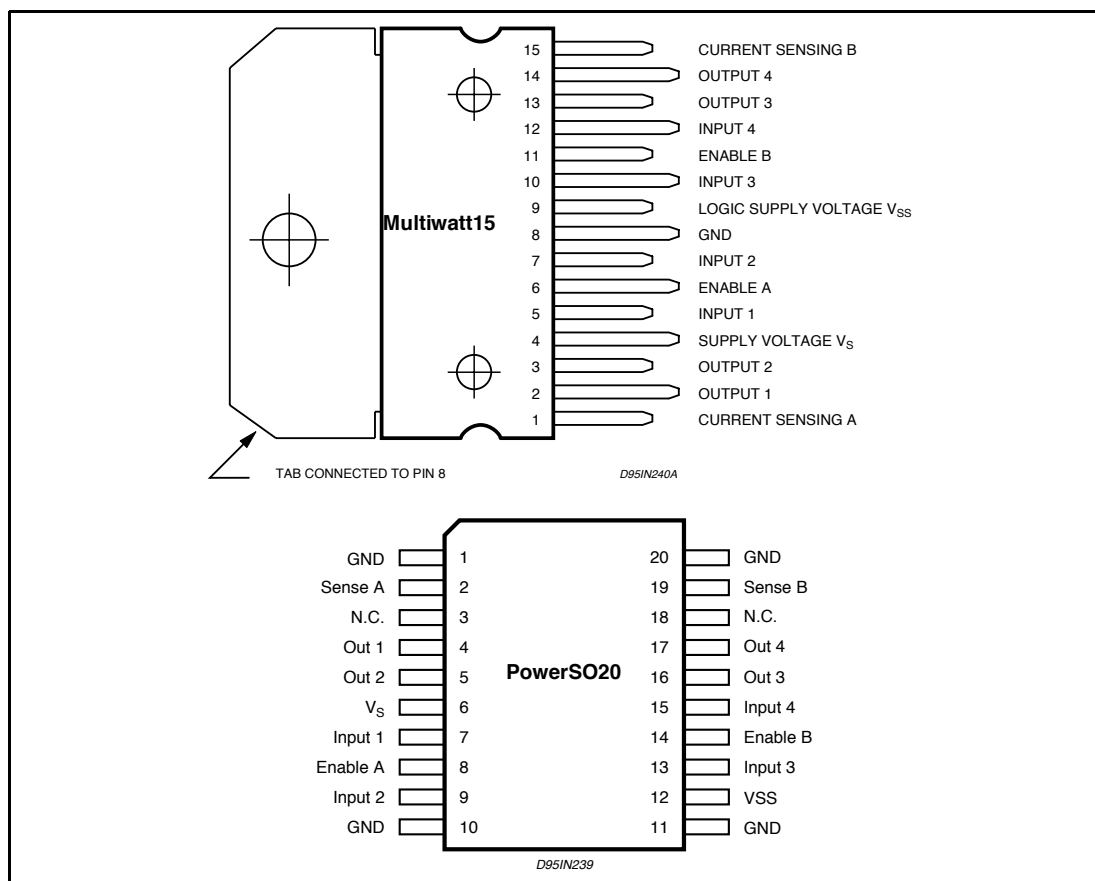 15 CURRENT SENSING B
14 OUTPUT 4
13 OUTPUT 3
12 INPUT 4
11 ENABLE B
10 INPUT 3
9 LOGIC SUPPLY VOLTAGE VSS
Multiwatt15
8 GND
7 INPUT 2
6 ENABLE A
5 INPUT 1
4 SUPPLY VOLTAGE VS
3 OUTPUT 2
2 OUTPUT 1
1 CURRENT SENSING A
TAB CONNECTED TO PIN 8
D95IN240A
GND 1 20 GND
Sense A 2 19 Sense B
N.C. 3 18 N.C.
Out 1 4 17 Out 4
PowerSO20
Out 2 5 16 Out 3
VS 6 15 Input 4
Input 1 7 14 Enable B
Enable A 8 13 Input 3
Input 2 9 12 VSS
GND 10 11 GND
D95IN239